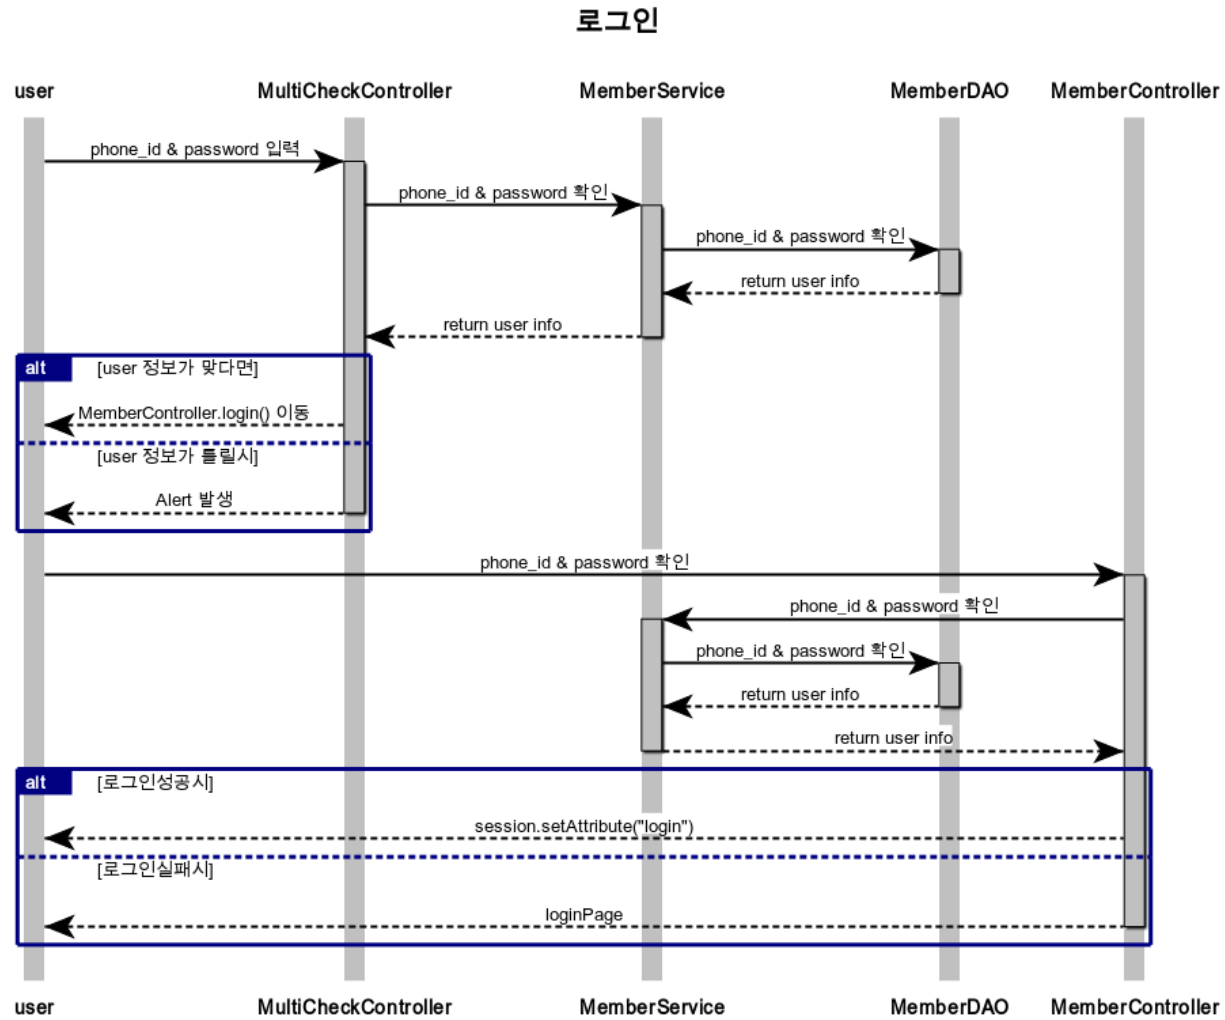 로그인
user
MultiCheckController
MemberService
MemberDAO
MemberController
phone_id & password 입력
phone_id & password 확인
phone_id & password 확인
return user info
return user info
alt
[user 정보가 맞다면]
MemberController.login() 이동
[user 정보가 틀릴시]
Alert 발생
phone_id & password 확인
phone_id & password 확인
phone_id & password 확인
return user info
return user info
alt
[로그인성공시]
session.setAttribute("login")
[로그인실패시]
loginPage
user
MultiCheckController
MemberService
MemberDAO
MemberController